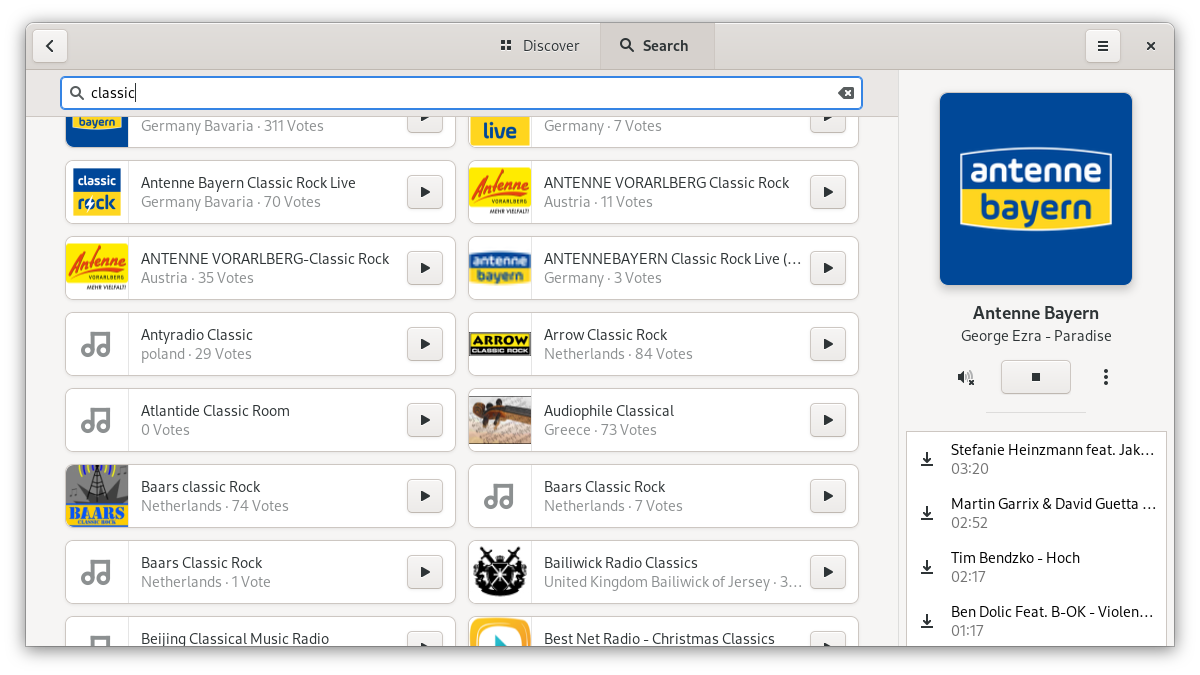 Discover
Search
classic
bayern
Germany Bavaria · 311 Votes
live
Germany · 7 Votes
classic
rock
Antenne Bayern Classic Rock Live
Germany Bavaria · 70 Votes
Antenne
VORARLBERG
MEHR VIELFALT!
ANTENNE VORARLBERG Classic Rock
Austria · 11 Votes
Antenne
VORARLBERG
MEHR VIELFALT!
ANTENNE VORARLBERG-Classic Rock
Austria · 35 Votes
antenne
bayern
ANTENNEBAYERN Classic Rock Live (...
Germany · 3 Votes
Antyradio Classic
poland · 29 Votes
ARROW
CLASSIC ROCK
Arrow Classic Rock
Netherlands · 84 Votes
Atlantide Classic Room
0 Votes
Audiophile Classical
Greece · 73 Votes
BAARS
CLASSIC ROCK
Baars classic Rock
Netherlands · 74 Votes
Baars Classic Rock
Netherlands · 7 Votes
Baars Classic Rock
Netherlands · 1 Vote
Bailiwick Radio Classics
United Kingdom Bailiwick of Jersey · 3...
Beijing Classical Music Radio
Best Net Radio - Christmas Classics
antenne
bayern
Antenne Bayern
George Ezra - Paradise
Stefanie Heinzmann feat. Jak...
03:20
Martin Garrix & David Guetta ...
02:52
Tim Bendzko - Hoch
02:17
Ben Dolic Feat. B-OK - Violen...
01:17